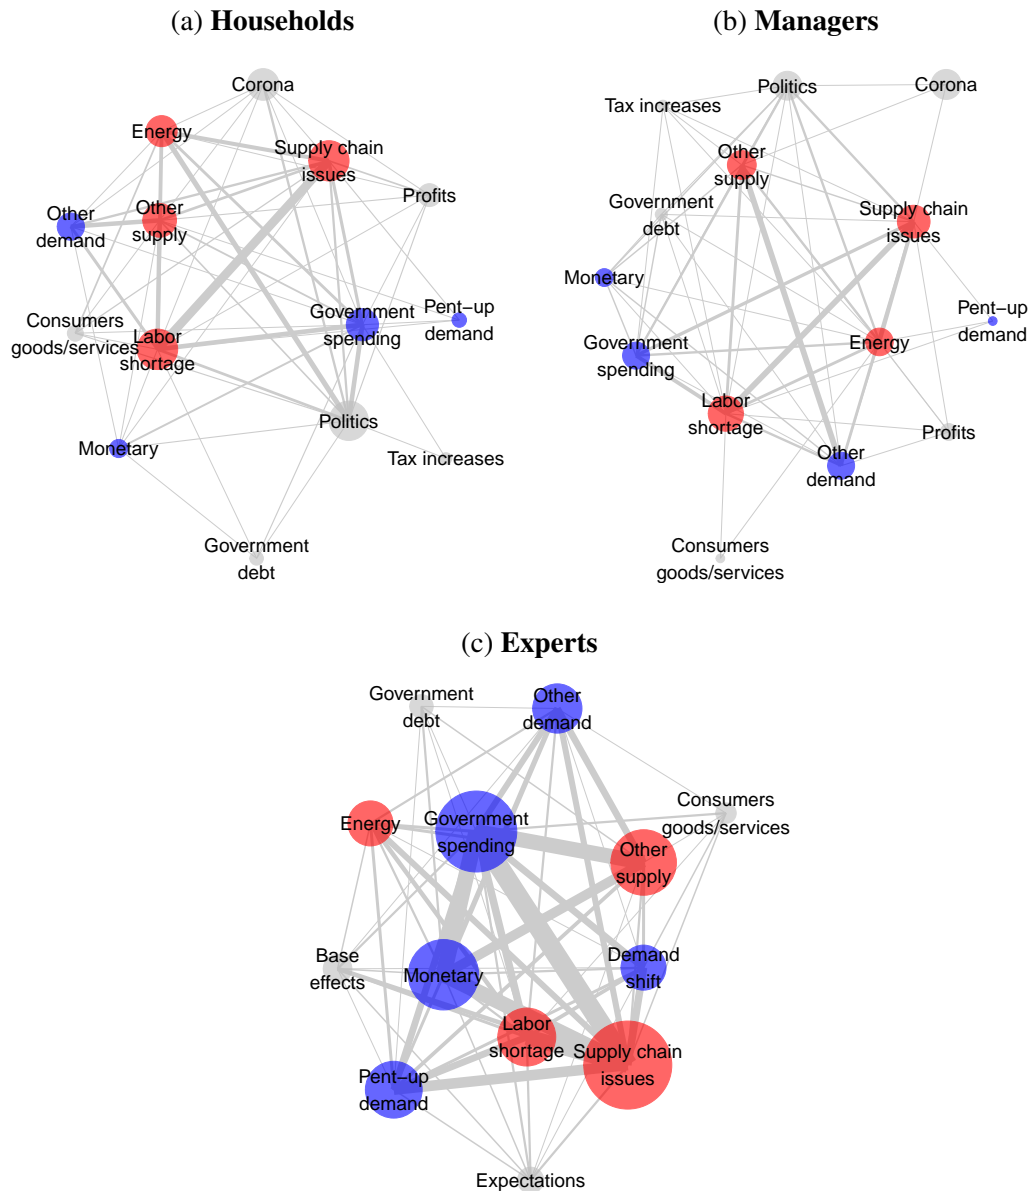 (a) Households
Corona
Energy
Supply chain
issues
Profits
Other
demand
Other
supply
Government
spending
Pent−up
demand
Consumers
goods/services
Labor
shortage
Politics
Monetary
Tax increases
Government
debt
(b) Managers
Politics
Corona
Tax increases
Other
supply
Government
debt
Supply chain
issues
Monetary
Pent−up
demand
Government
spending
Energy
Labor
shortage
Profits
Other
demand
Consumers
goods/services
(c) Experts
Government
debt
Other
demand
Consumers
goods/services
Energy
Government
spending
Other
supply
Base
effects
Monetary
Demand
shift
Labor
shortage
Supply chain
issues
Pent−up
demand
Expectations